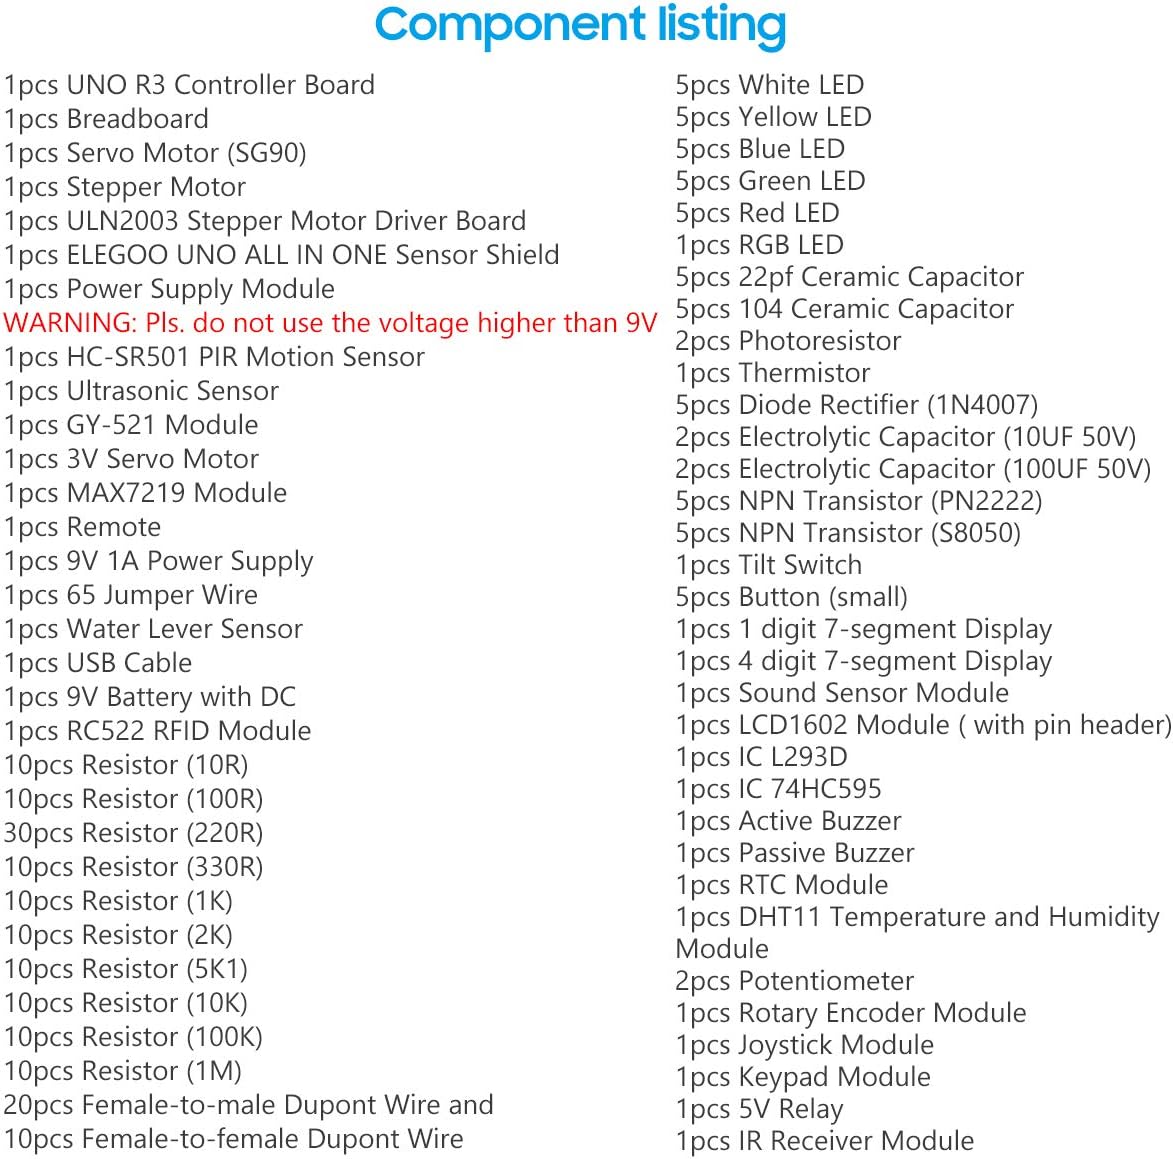 Component listing
1pcs UNO R3 Controller Board
1pcs Breadboard
1pcs Servo Motor (SG90)
1pcs Stepper Motor
1pcs ULN2003 Stepper Motor Driver Board
1pcs ELEGOO UNO ALL IN ONE Sensor Shield
1pcs Power Supply Module
WARNING: Pls. do not use the voltage higher than 9V
1pcs HC-SR501 PIR Motion Sensor
1pcs Ultrasonic Sensor
1pcs GY-521 Module
1pcs 3V Servo Motor
1pcs MAX7219 Module
1pcs Remote
1pcs 9V 1A Power Supply
1pcs 65 Jumper Wire
1pcs Water Lever Sensor
1pcs USB Cable
1pcs 9V Battery with DC
1pcs RC522 RFID Module
10pcs Resistor (10R)
10pcs Resistor (100R)
30pcs Resistor (220R)
10pcs Resistor (330R)
10pcs Resistor (1K)
10pcs Resistor (2K)
10pcs Resistor (5K1)
10pcs Resistor (10K)
10pcs Resistor (100K)
10pcs Resistor (1M)
20pcs Female-to-male Dupont Wire and
10pcs Female-to-female Dupont Wire
5pcs White LED
5pcs Yellow LED
5pcs Blue LED
5pcs Green LED
5pcs Red LED
1pcs RGB LED
5pcs 22pf Ceramic Capacitor
5pcs 104 Ceramic Capacitor
2pcs Photoresistor
1pcs Thermistor
5pcs Diode Rectifier (1N4007)
2pcs Electrolytic Capacitor (10UF 50V)
2pcs Electrolytic Capacitor (100UF 50V)
5pcs NPN Transistor (PN2222)
5pcs NPN Transistor (S8050)
1pcs Tilt Switch
5pcs Button (small)
1pcs 1 digit 7-segment Display
1pcs 4 digit 7-segment Display
1pcs Sound Sensor Module
1pcs LCD1602 Module ( with pin header)
1pcs IC L293D
1pcs IC 74HC595
1pcs Active Buzzer
1pcs Passive Buzzer
1pcs RTC Module
1pcs DHT11 Temperature and Humidity
Module
2pcs Potentiometer
1pcs Rotary Encoder Module
1pcs Joystick Module
1pcs Keypad Module
1pcs 5V Relay
1pcs IR Receiver Module